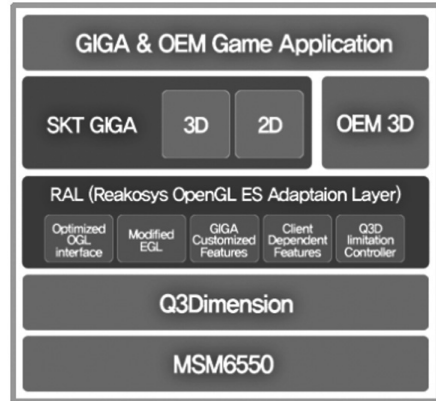 GIGA & OEM Game Application
SKT GIGA
3D
2D
OEM 3D
RAL (Reakosys OpenGL ES Adaptaion Layer)
Optimized
OGL
interface
Modified
EGL
GIGA
Customized
Features
Client
Dependent
Features
Q3D
limitation
Controller
Q3Dimension
MSM6550